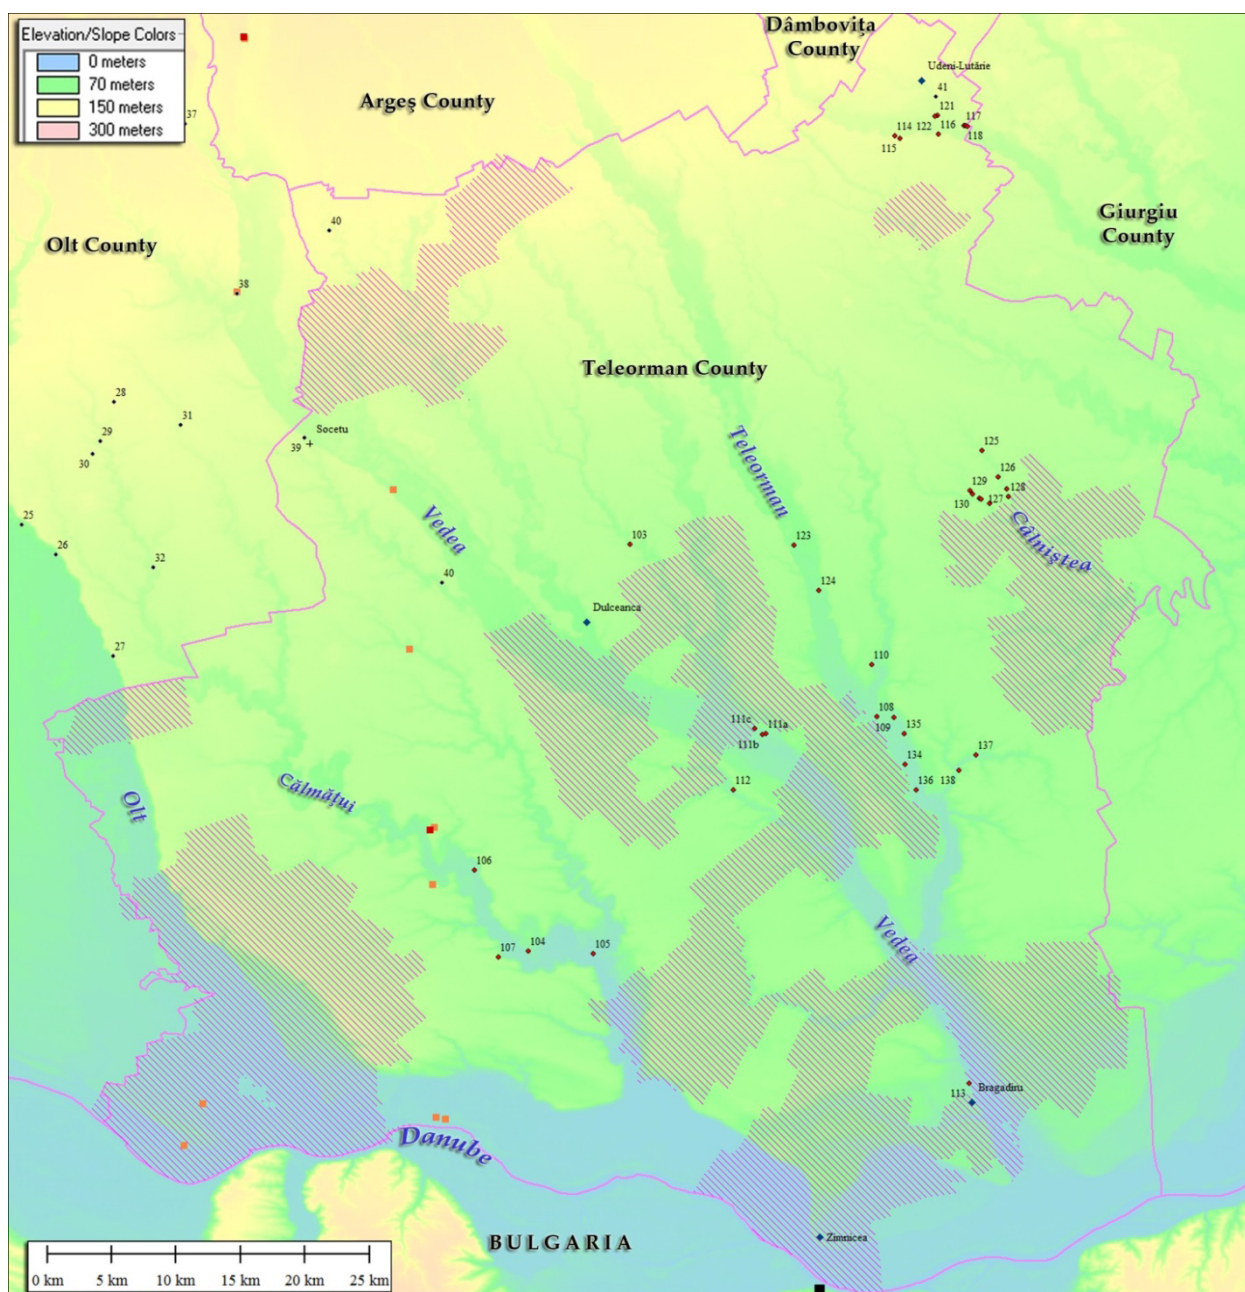 Elevation/Slope Colors
0 meters
70 meters
150 meters
300 meters
Dâmboviţa
County
Udeni-Lutărie
41
121
37
Argeş County
122
116
117
114
118
115
Giurgiu
County
40
Olt County
38
Teleorman County
28
31
Socetu
29
39
30
Teleorman
125
126
129
128
130
127
25
Vedea
Câlniştea
26
32
103
123
40
124
Dulceanca
27
110
108
111c
111a
109
135
111b
137
134
Călmăţui
Olt
112
136
138
106
Vedea
107
104
105
Bragadiru
113
Danube
Zimnicea
BULGARIA
0 km
5 km
10 km
15 km
20 km
25 km